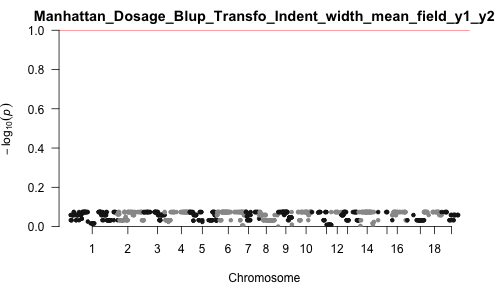 Manhattan_Dosage_Blup_Transfo_Indent_width_mean_field_y1_y2
1.0
0.8
0.6
0.4
0.2
0.0
− log10(p)
1 2 3 4 5 6 7 8 9 10 12 14 16 18
Chromosome